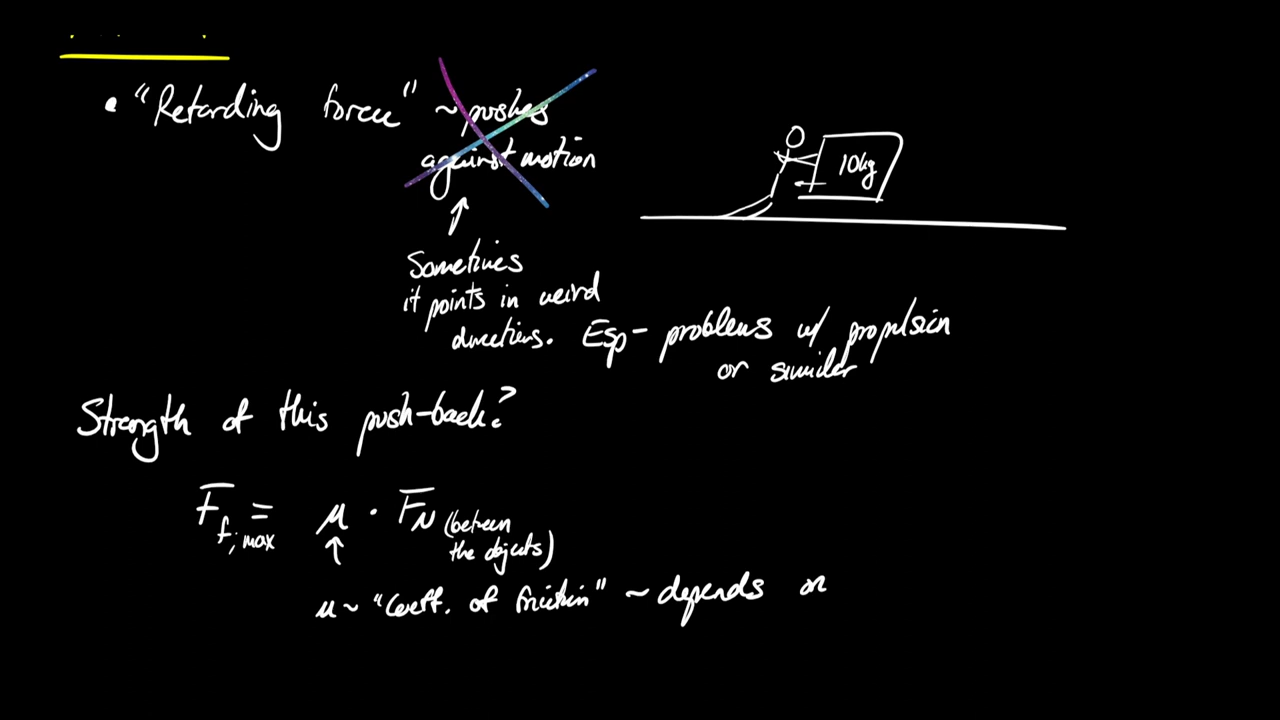 • "Retarding force" ~ pushes
against motion
10kg
↑
Sometimes
it points in weird
directions. Esp- problems w/ propulsion
or similar
Strength of this push-back?
F̅f,max = μ · F̅N (between
the objects)
↑
μ ~ "Coeff. of friction" ~ depends on